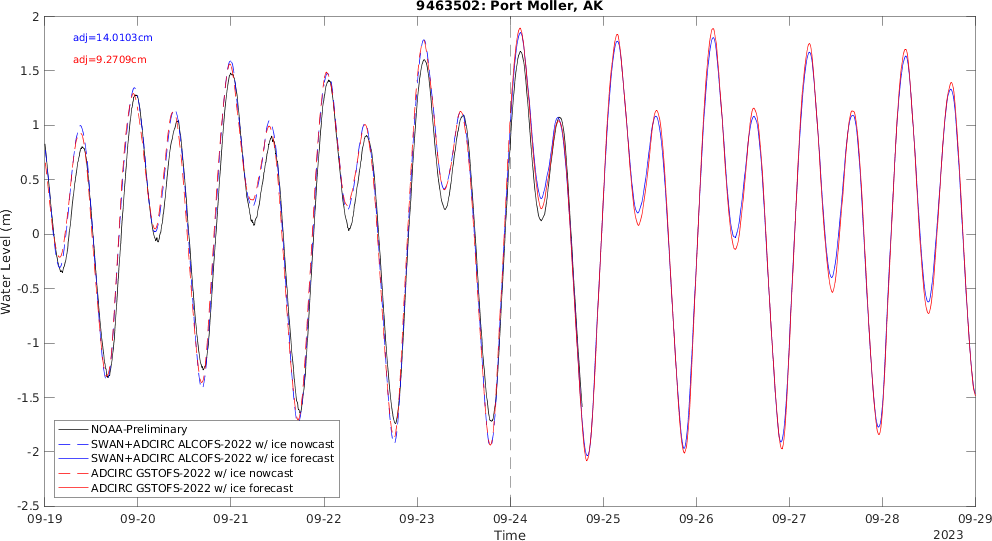 9463502: Port Moller, AK
adj=14.0103cm
adj=9.2709cm
2
1.5
1
0.5
0
-0.5
-1
-1.5
-2
-2.5
Water Level (m)
NOAA-Preliminary
SWAN+ADCIRC ALCOFS-2022 w/ ice nowcast
SWAN+ADCIRC ALCOFS-2022 w/ ice forecast
ADCIRC GSTOFS-2022 w/ ice nowcast
ADCIRC GSTOFS-2022 w/ ice forecast
09-19 09-20 09-21 09-22 09-23 09-24 09-25 09-26 09-27 09-28 09-29
Time
2023